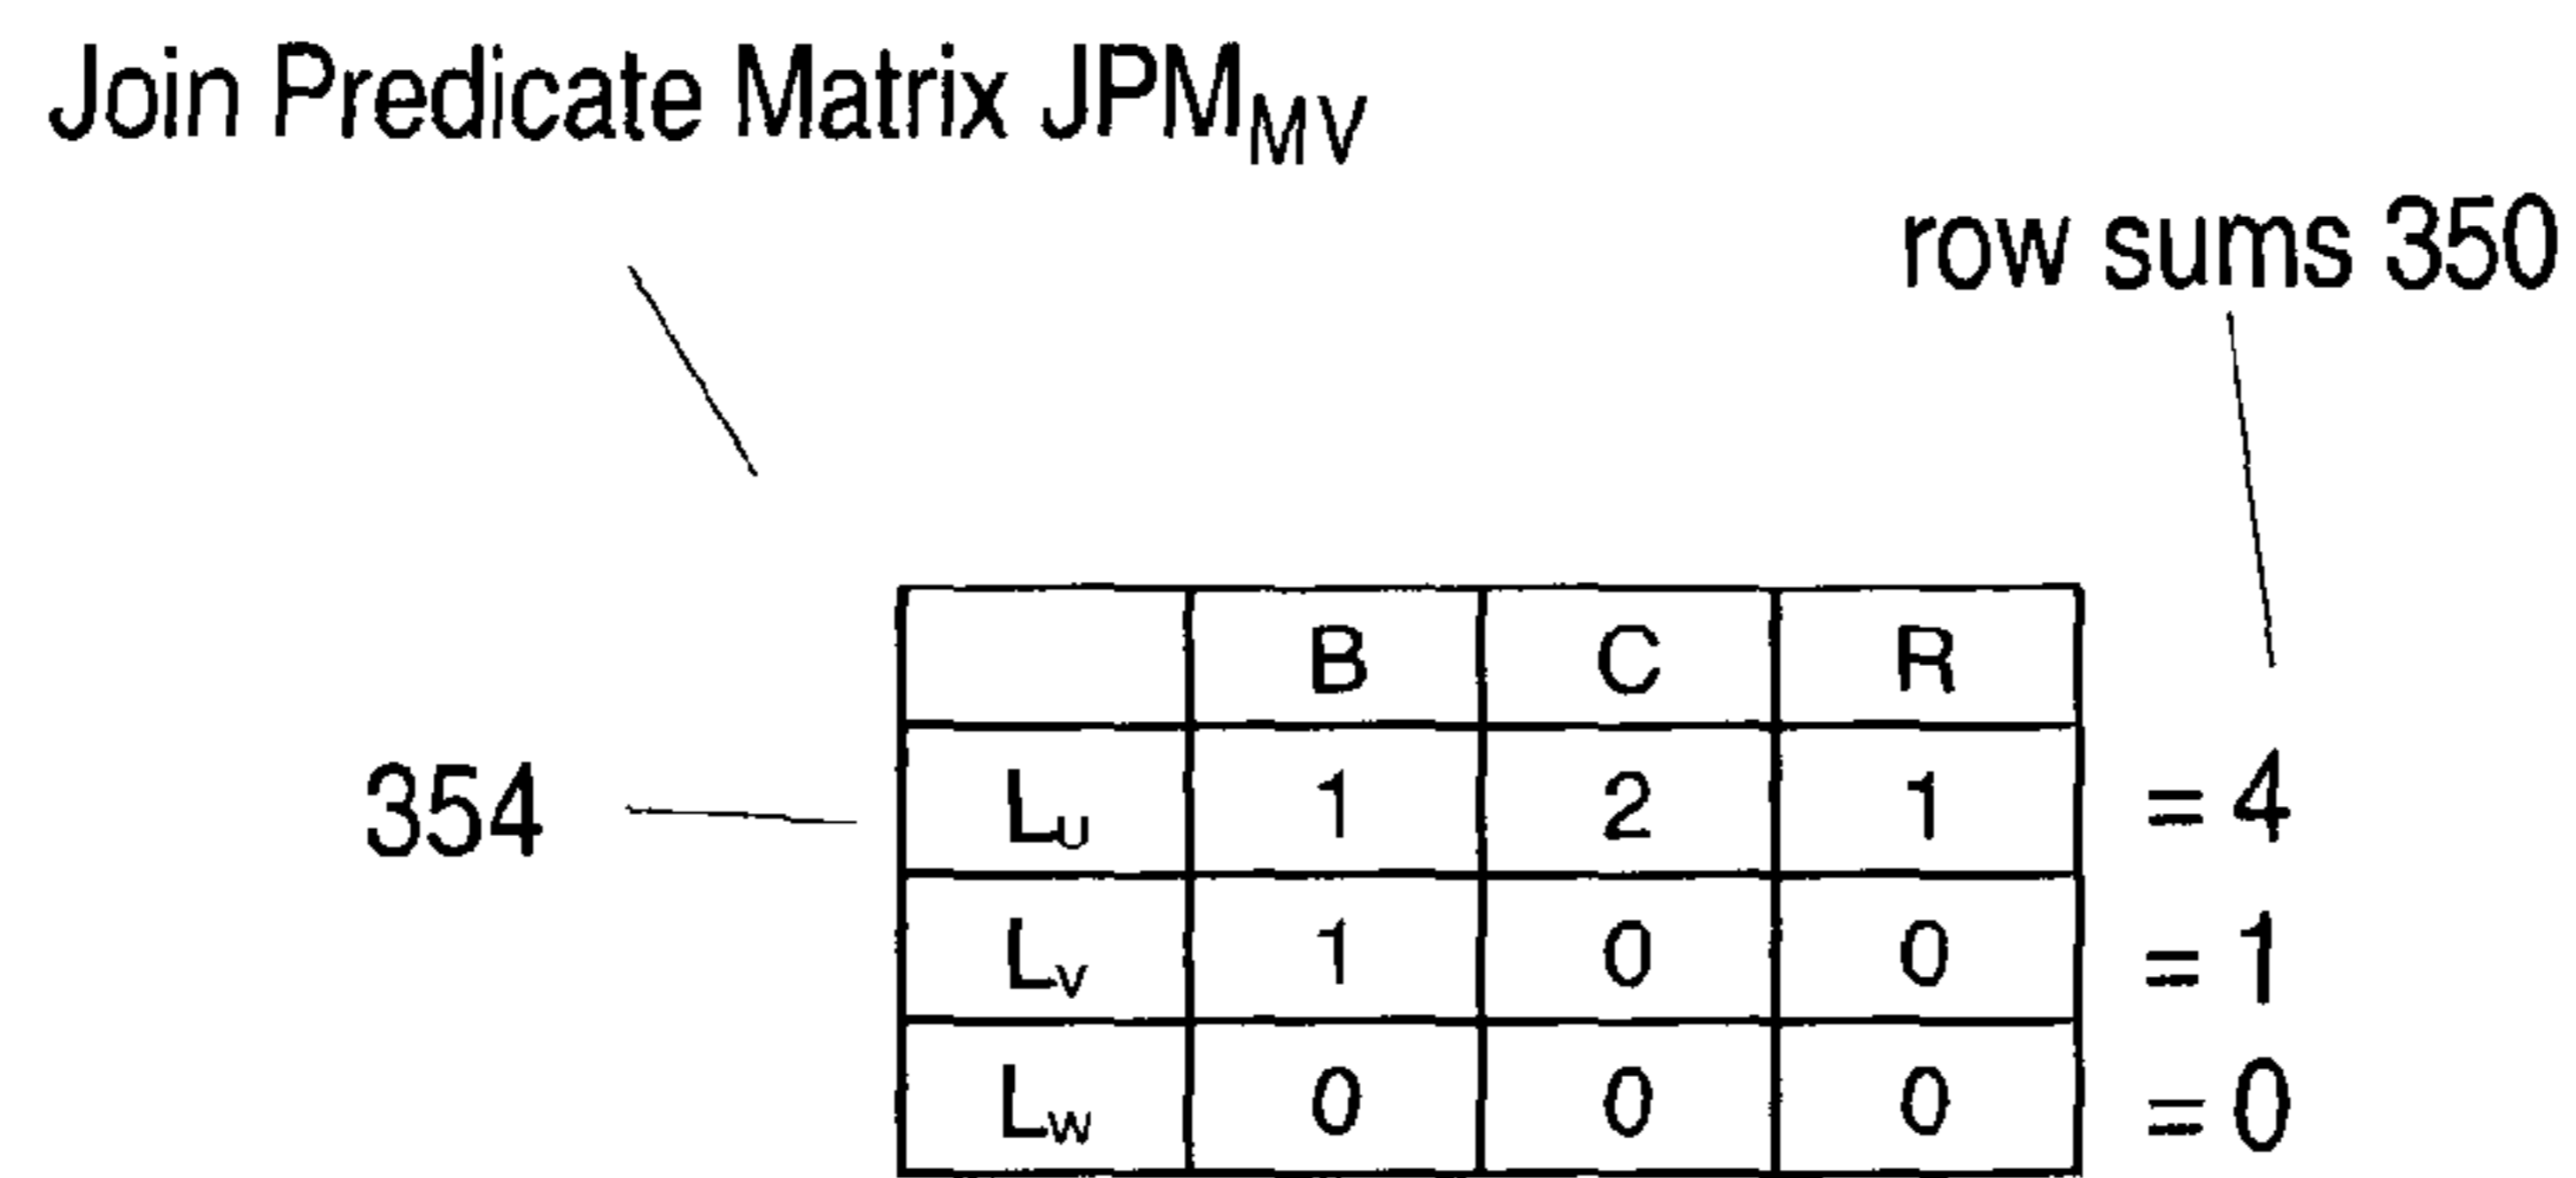 Join Predicate Matrix JPM_MV
row sums 350
B C R
354 L_U 1 2 1 = 4
L_V 1 0 0 = 1
L_W 0 0 0 = 0